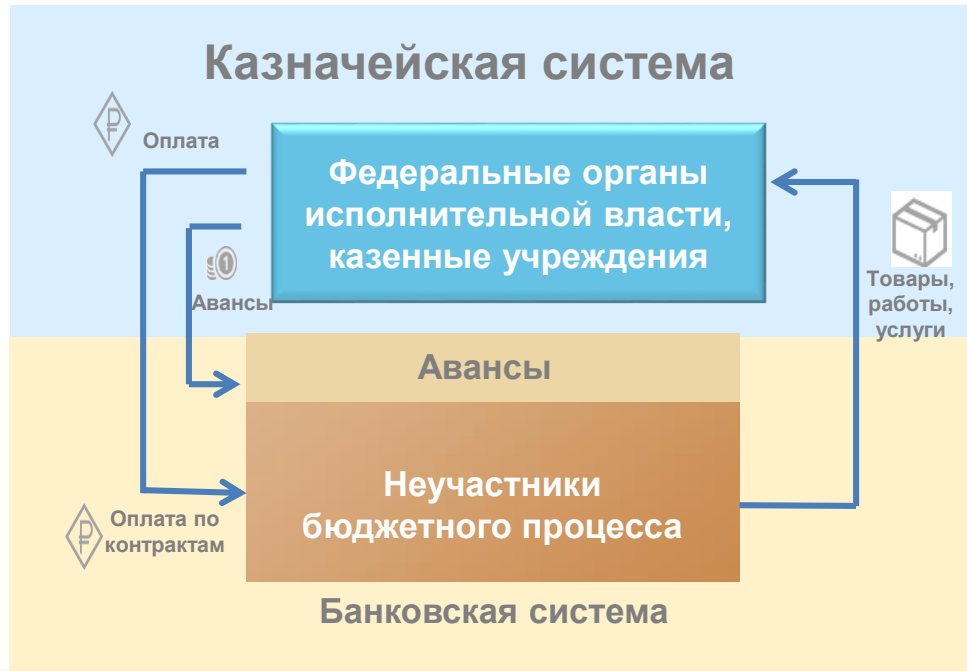 Казначейская система
Оплата
Федеральные органы
исполнительной власти,
казенные учреждения
Авансы
Товары,
работы,
услуги
Авансы
Неучастники
бюджетного процесса
Оплата по
контрактам
Банковская система